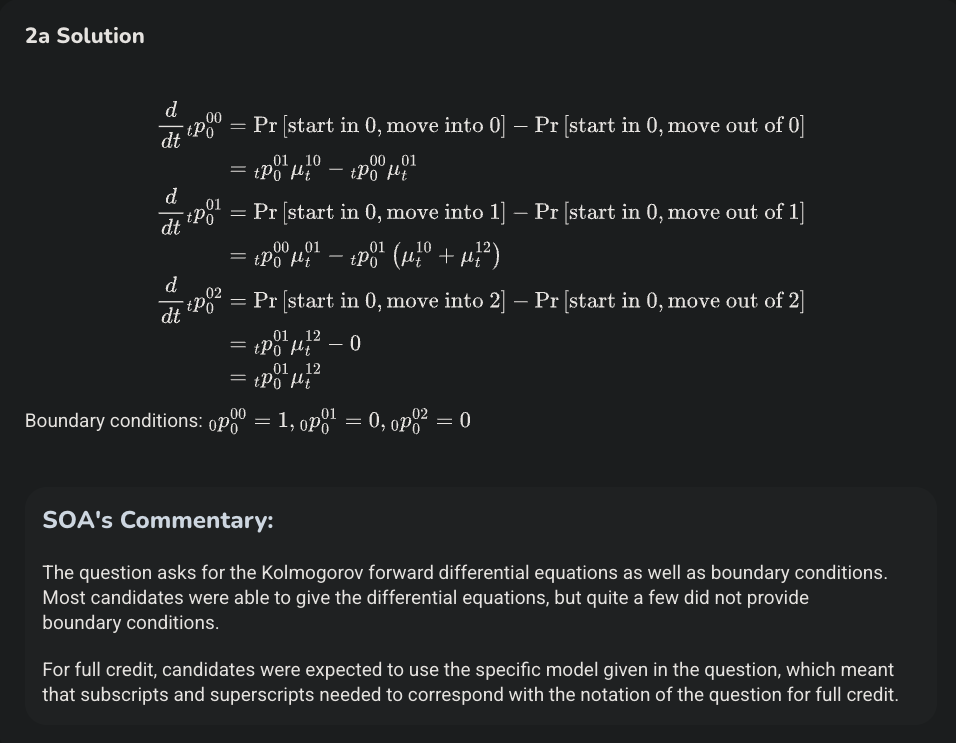 2a Solution
$\frac{d}{dt}\,{}_tp_0^{00} = \Pr[\text{start in 0, move into 0}] - \Pr[\text{start in 0, move out of 0}]$
$= {}_tp_0^{01}\mu_t^{10} - {}_tp_0^{00}\mu_t^{01}$
$\frac{d}{dt}\,{}_tp_0^{01} = \Pr[\text{start in 0, move into 1}] - \Pr[\text{start in 0, move out of 1}]$
$= {}_tp_0^{00}\mu_t^{01} - {}_tp_0^{01}\left(\mu_t^{10} + \mu_t^{12}\right)$
$\frac{d}{dt}\,{}_tp_0^{02} = \Pr[\text{start in 0, move into 2}] - \Pr[\text{start in 0, move out of 2}]$
$= {}_tp_0^{01}\mu_t^{12} - 0$
$= {}_tp_0^{01}\mu_t^{12}$
Boundary conditions: ${}_0p_0^{00} = 1, {}_0p_0^{01} = 0, {}_0p_0^{02} = 0$
SOA's Commentary:
The question asks for the Kolmogorov forward differential equations as well as boundary conditions.
Most candidates were able to give the differential equations, but quite a few did not provide
boundary conditions.
For full credit, candidates were expected to use the specific model given in the question, which meant
that subscripts and superscripts needed to correspond with the notation of the question for full credit.